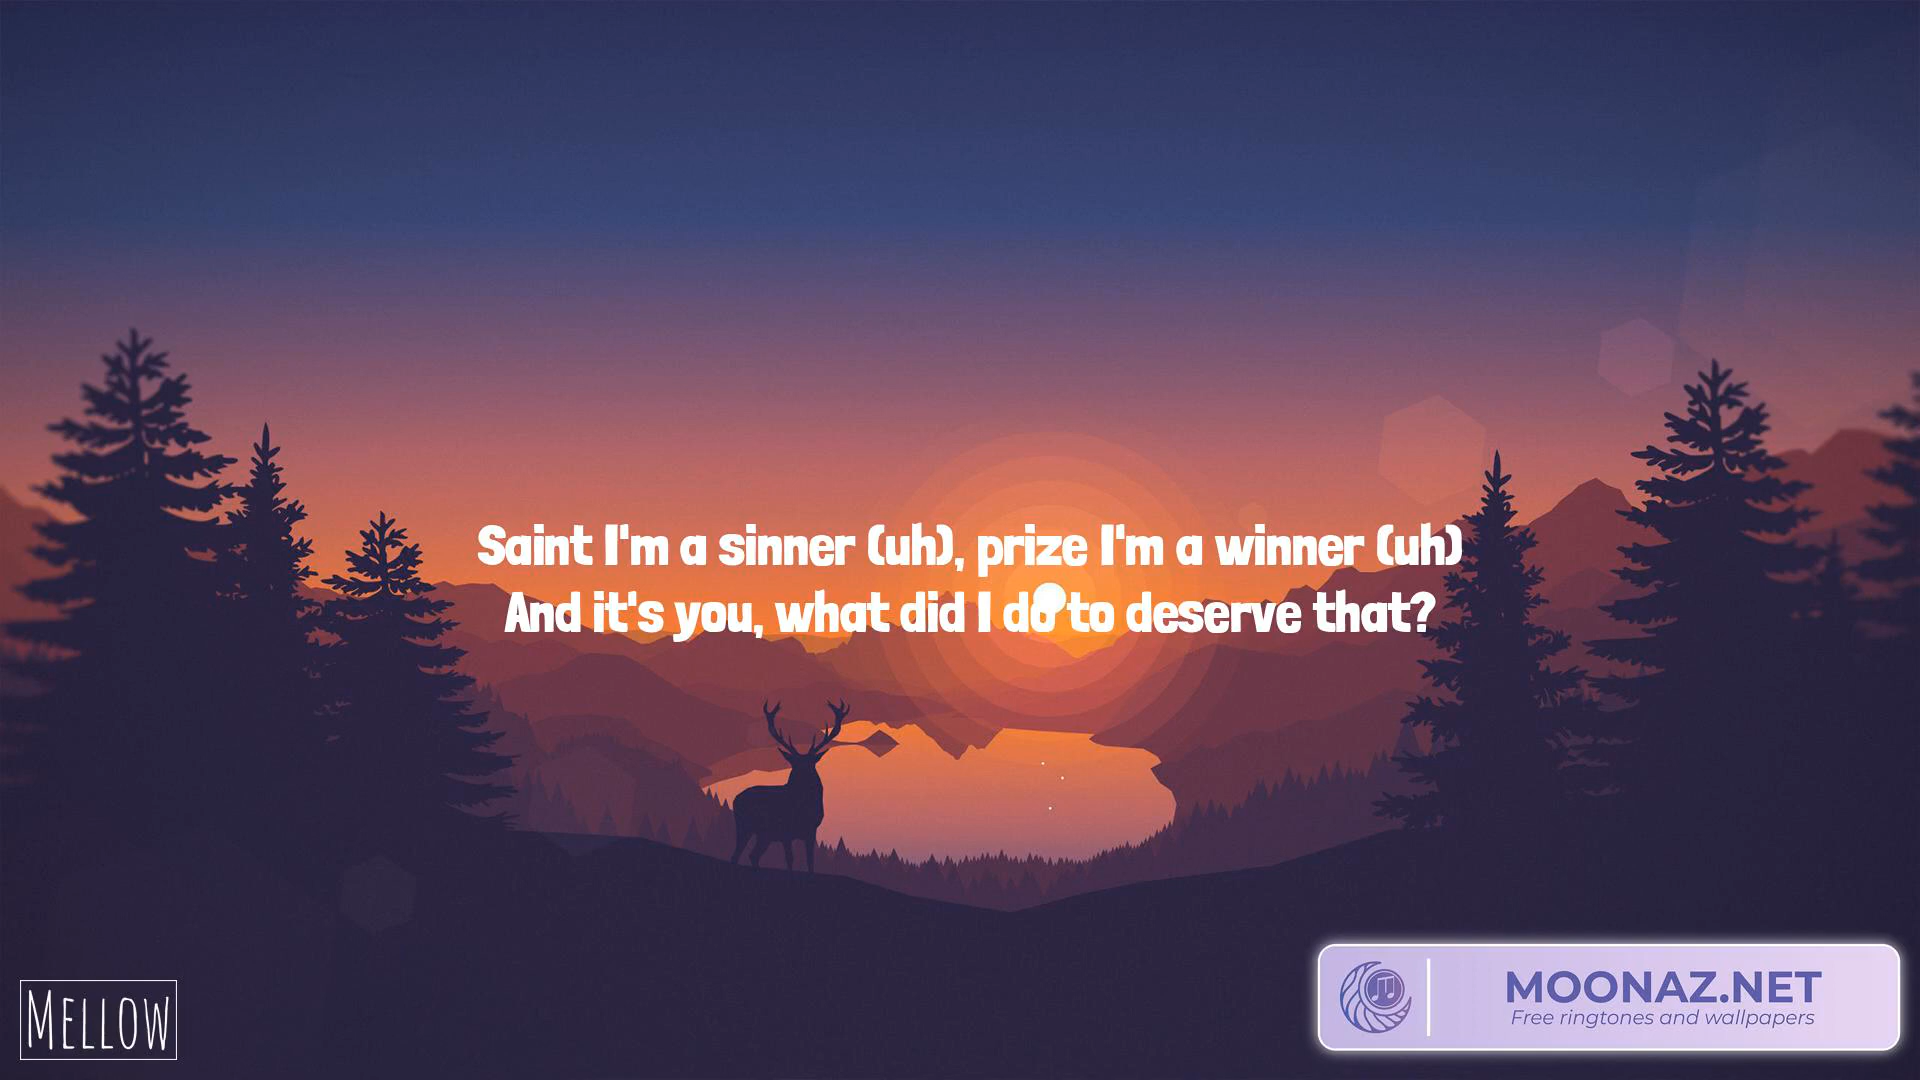 Saint I'm a sinner (uh), prize I'm a winner (uh)
And it's you, what did I do to deserve that?
MELLOW
MOONAZ.NET
Free ringtones and wallpapers